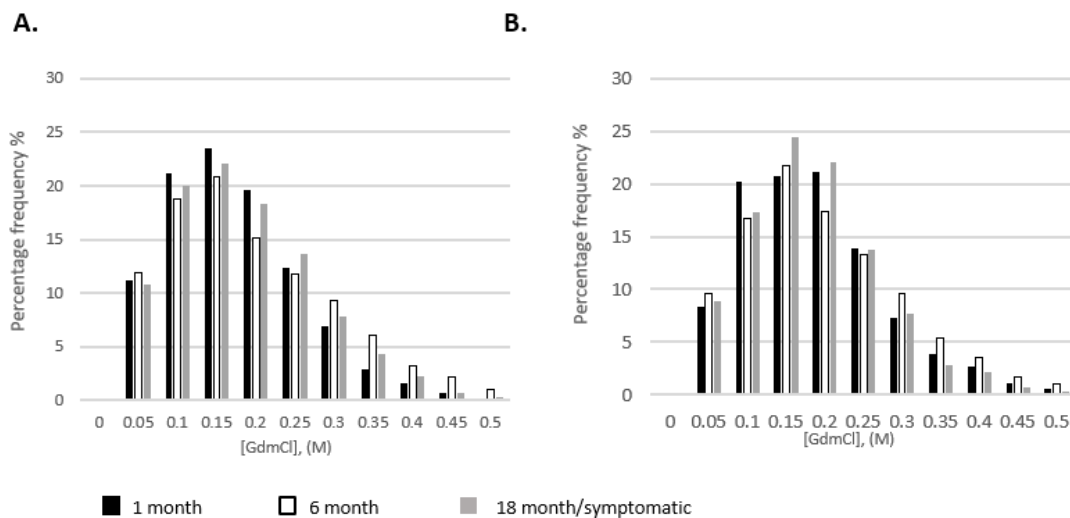 A.
B.
Percentage frequency %
30
25
20
15
10
5
0
0 0.05 0.1 0.15 0.2 0.25 0.3 0.35 0.4 0.45 0.5
[GdmCl], (M)
Percentage frequency %
30
25
20
15
10
5
0
0 0.05 0.1 0.15 0.2 0.25 0.3 0.35 0.4 0.45 0.5
[GdmCl], (M)
1 month
6 month
18 month/symptomatic